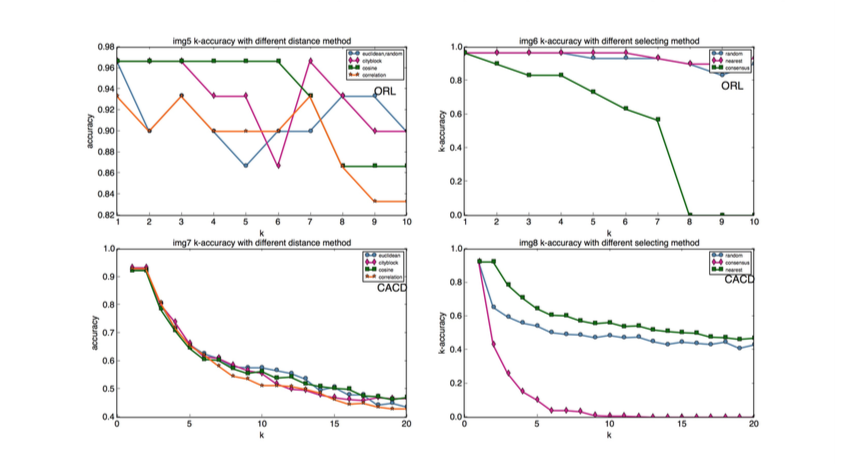 img5 k-accuracy with different distance method
0.98
0.96
0.94
0.92
0.90
0.88
0.86
0.84
0.82
accuracy
euclidean,random
cityblock
cosine
correlation
ORL
1 2 3 4 5 6 7 8 9 10
k
img6 k-accuracy with different selecting method
1.0
0.8
0.6
0.4
0.2
0.0
k-accuracy
random
nearest
consensus
ORL
1 2 3 4 5 6 7 8 9 10
k
img7 k-accuracy with different distance method
1.0
0.9
0.8
0.7
0.6
0.5
0.4
accuracy
euclidean
cityblock
cosine
correlation
CACD
0 5 10 15 20
k
img8 k-accuracy with different selecting method
1.0
0.8
0.6
0.4
0.2
0.0
k-accuracy
random
consensus
nearest
CACD
0 5 10 15 20
k